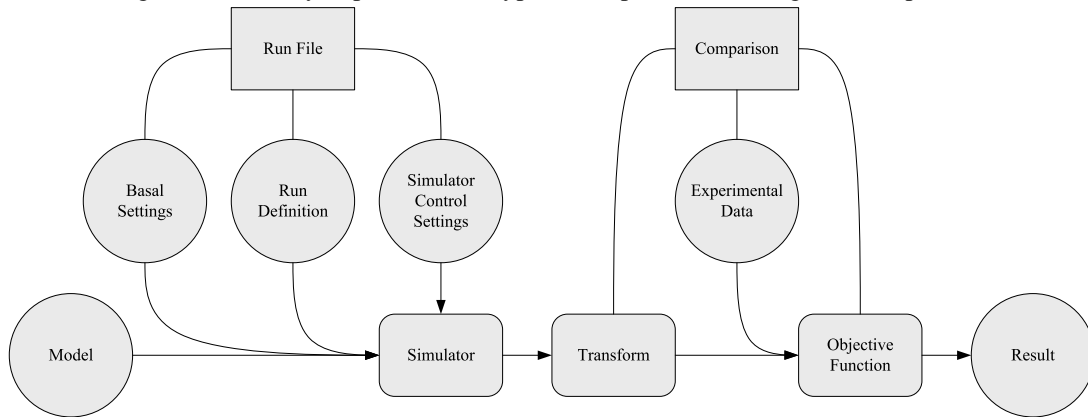 Run File
Comparison
Basal
Settings
Run
Definition
Simulator
Control
Settings
Experimental
Data
Model
Simulator
Transform
Objective
Function
Result